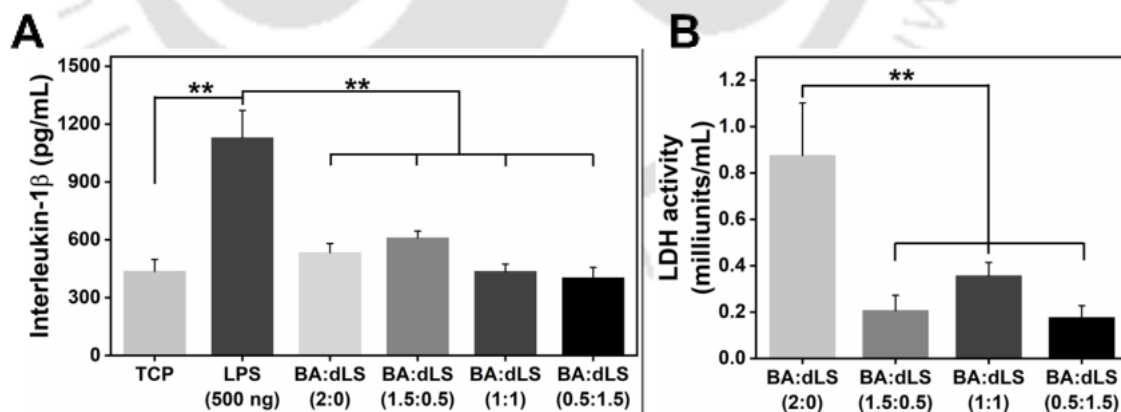 A
Interleukin-1β (pg/mL)
1500
1200
900
600
300
0
**
**
TCP
LPS
(500 ng)
BA:dLS
(2:0)
BA:dLS
(1.5:0.5)
BA:dLS
(1:1)
BA:dLS
(0.5:1.5)
B
LDH activity
(milliunits/mL)
1.2
1.0
0.8
0.6
0.4
0.2
0.0
**
BA:dLS
(2:0)
BA:dLS
(1.5:0.5)
BA:dLS
(1:1)
BA:dLS
(0.5:1.5)